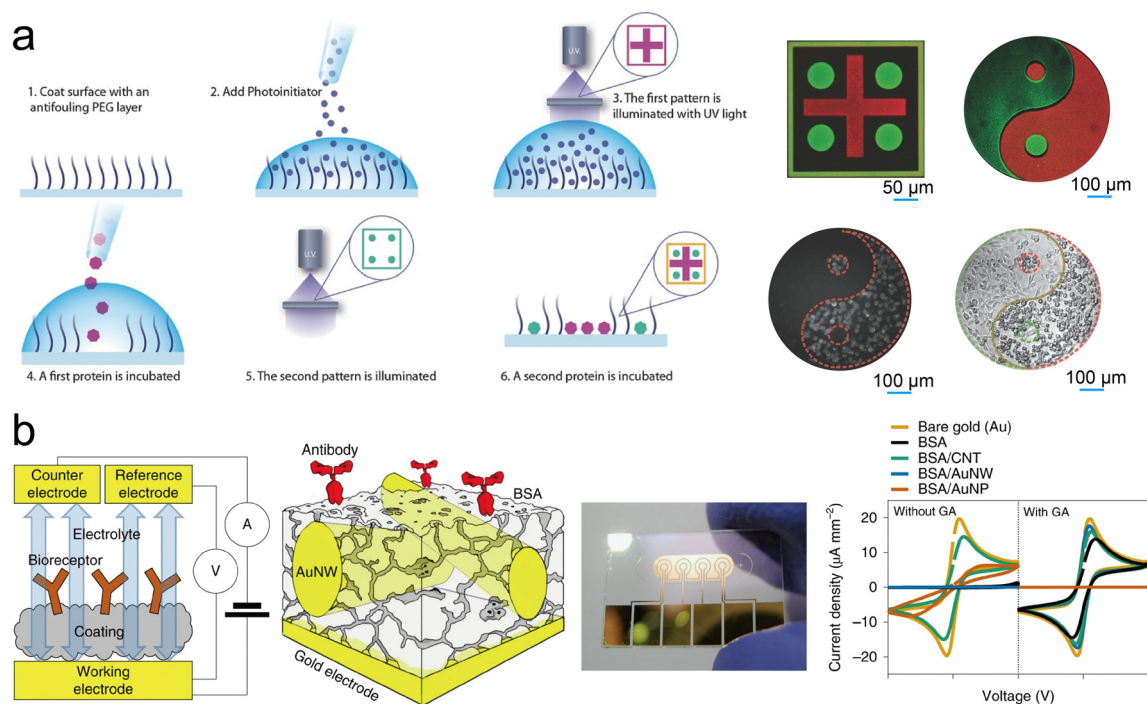 a
1. Coat surface with an
antifouling PEG layer
2. Add Photoinitiator
U.V.
3. The first pattern is
illuminated with UV light
4. A first protein is incubated
U.V.
5. The second pattern is illuminated
6. A second protein is incubated
50 µm
100 µm
100 µm
100 µm
b
Counter
electrode
Reference
electrode
Electrolyte
Bioreceptor
Coating
Working
electrode
A
V
Antibody
BSA
AuNW
Gold electrode
Bare gold (Au)
BSA
BSA/CNT
BSA/AuNW
BSA/AuNP
Without GA
With GA
Current density (µA mm⁻²)
20
10
0
−10
−20
Voltage (V)